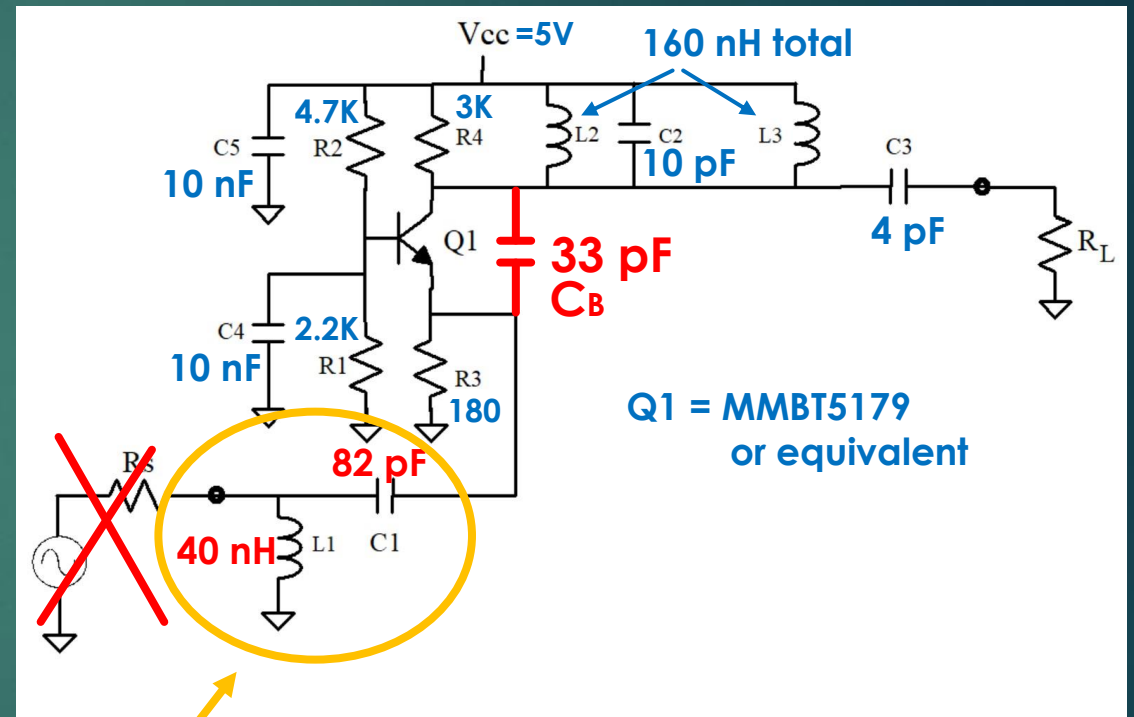 Vcc =5V
160 nH total
4.7K
3K
C5
R2
R4
L2
C2
L3
C3
10 nF
10 pF
4 pF
Q1
33 pF
CB
RL
C4
2.2K
10 nF
R1
R3
180
Q1 = MMBT5179
or equivalent
82 pF
Rs
40 nH
L1
C1